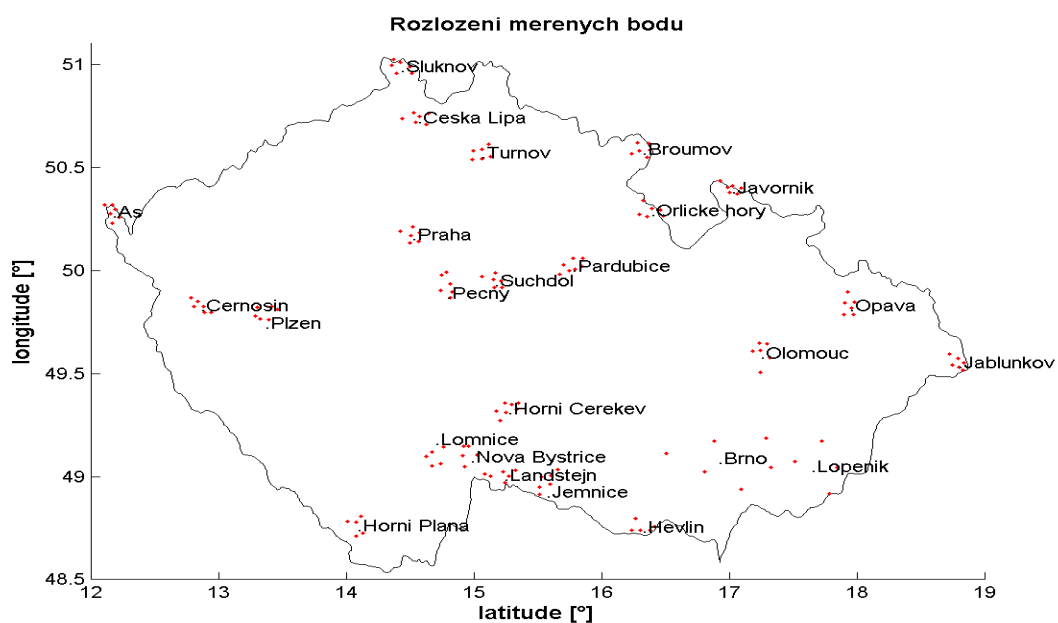 Rozlozeni merenych bodu
51
50.5
50
49.5
49
48.5
longitude [º]
Sluknov
Ceska Lipa
Turnov
Broumov
Javornik
As
Orlicke hory
Praha
Pardubice
Suchdol
Pecny
Cernosin
Opava
Plzen
Olomouc
Jablunkov
Horni Cerekev
Lomnice
Nova Bystrice
Brno
Lopenik
Landstejn
Jemnice
Horni Plana
Hevlin
12 13 14 15 16 17 18 19
latitude [º]